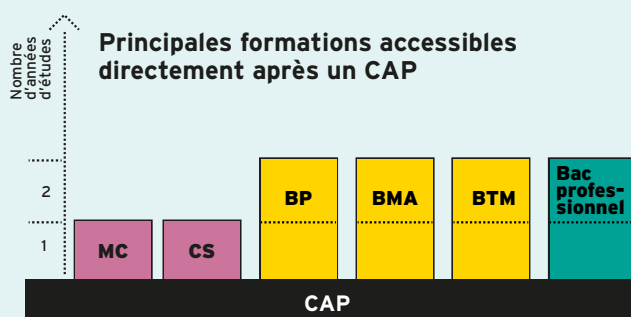 Nombre
d'années
d'études
Principales formations accessibles
directement après un CAP
2
1
MC
CS
BP
BMA
BTM
Bac
profes-
sionnel
CAP